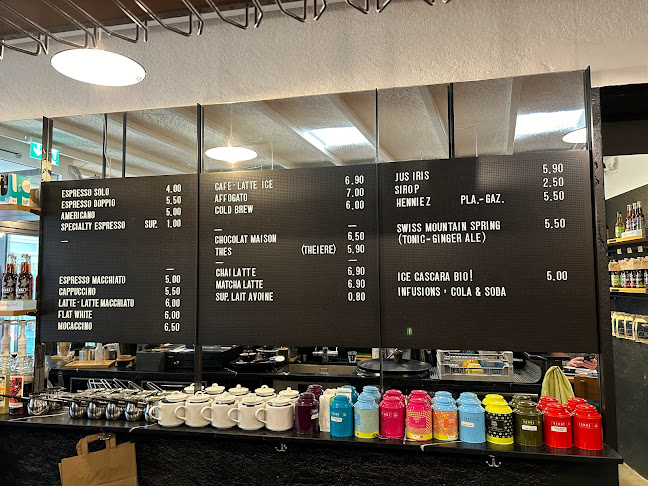 ESPRESSO SOLO 4.00
ESPRESSO DOPPIO 5.50
AMERICANO 5.00
SPECIALTY ESPRESSO SUP. 1.00
—
ESPRESSO MACCHIATO 5.00
CAPPUCCINO 5.50
LATTE - LATTE MACCHIATO 6.00
FLAT WHITE 6.00
MOCACCINO 6.50
CAFÉ - LATTE ICE 6.90
AFFOGATO 7.00
COLD BREW 6.00
— —
CHOCOLAT MAISON 6.50
THES (THEIERE) 5.90
— —
CHAI LATTE 6.90
MATCHA LATTE 6.90
SUP. LAIT AVOINE 0.80
JUS IRIS 5.90
SIROP 2.50
HENNIEZ PLA.-GAZ. 5.50
SWISS MOUNTAIN SPRING 5.50
(TONIC-GINGER ALE)
ICE CASCARA BIO! 5.00
INFUSIONS, COLA & SODA